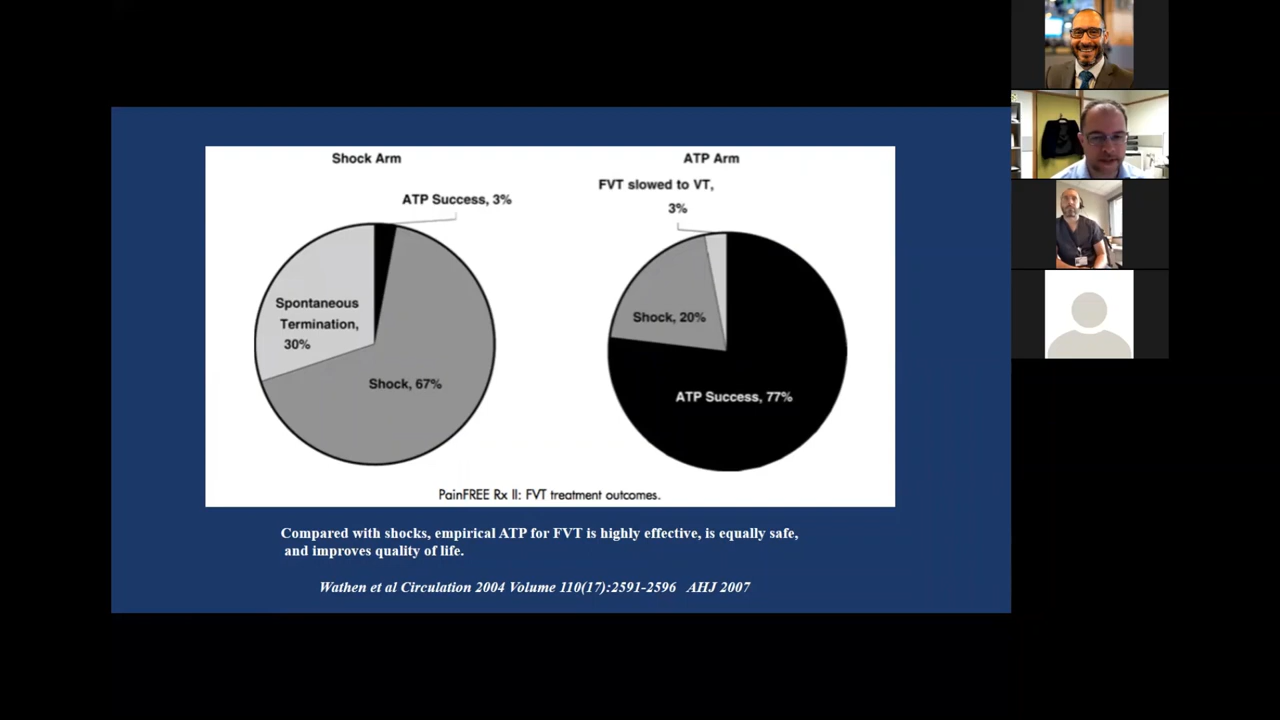 Shock Arm
ATP Success, 3%
Spontaneous
Termination,
30%
Shock, 67%
ATP Arm
FVT slowed to VT,
3%
Shock, 20%
ATP Success, 77%
PainFREE Rx II: FVT treatment outcomes.
Compared with shocks, empirical ATP for FVT is highly effective, is equally safe,
and improves quality of life.
Wathen et al Circulation 2004 Volume 110(17):2591-2596 AHJ 2007